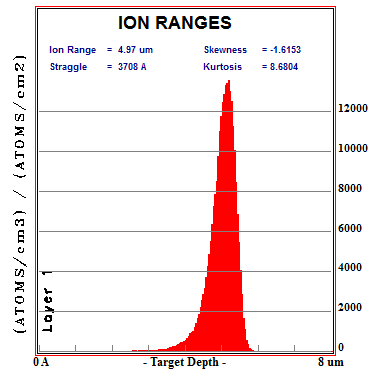 ION RANGES
Ion Range = 4.97 um Skewness = -1.6153
Straggle = 3708 A Kurtosis = 8.6804
(ATOMS/cm3) / (ATOMS/cm2)
Layer 1
12000
10000
8000
6000
4000
2000
0
0 A - Target Depth - 8 um